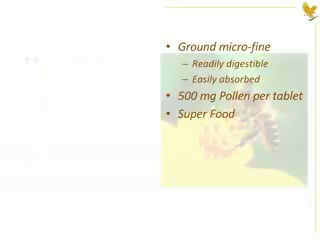 • Ground micro-fine
– Readily digestible
– Easily absorbed
• 500 mg Pollen per tablet
• Super Food